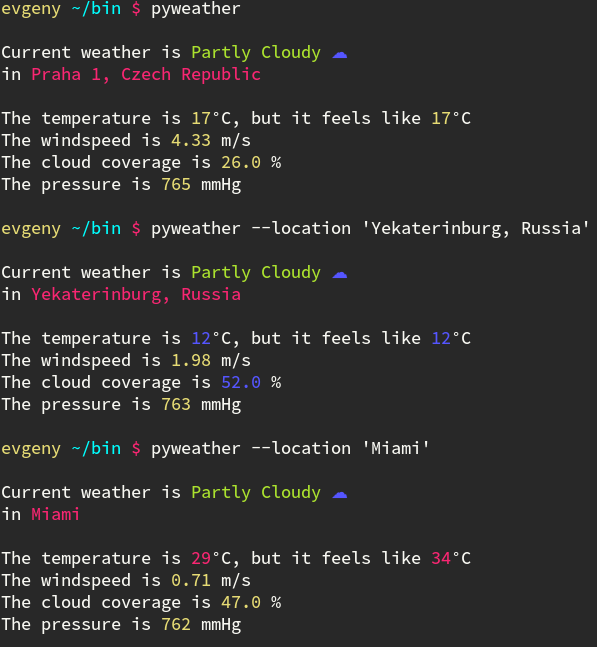 evgeny ~/bin $ pyweather
Current weather is Partly Cloudy ☁
in Praha 1, Czech Republic
The temperature is 17°C, but it feels like 17°C
The windspeed is 4.33 m/s
The cloud coverage is 26.0 %
The pressure is 765 mmHg
evgeny ~/bin $ pyweather --location 'Yekaterinburg, Russia'
Current weather is Partly Cloudy ☁
in Yekaterinburg, Russia
The temperature is 12°C, but it feels like 12°C
The windspeed is 1.98 m/s
The cloud coverage is 52.0 %
The pressure is 763 mmHg
evgeny ~/bin $ pyweather --location 'Miami'
Current weather is Partly Cloudy ☁
in Miami
The temperature is 29°C, but it feels like 34°C
The windspeed is 0.71 m/s
The cloud coverage is 47.0 %
The pressure is 762 mmHg